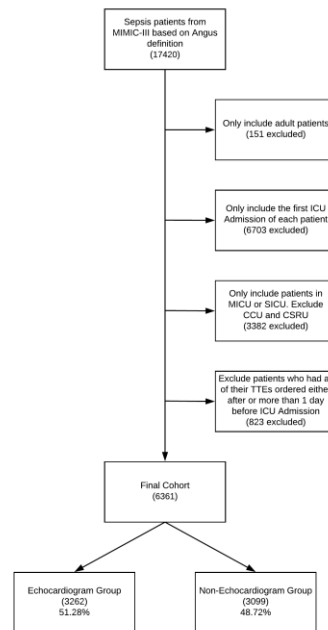 Sepsis patients from
MIMIC-III based on Angus
definition
(17420)
Only include adult patients
(151 excluded)
Only include the first ICU
Admission of each patient
(6703 excluded)
Only include patients in
MICU or SICU. Exclude
CCU and CSRU
(3382 excluded)
Exclude patients who had a
of their TTEs ordered either
after or more than 1 day
before ICU Admission
(823 excluded)
Final Cohort
(6361)
Echocardiogram Group
(3262)
51.28%
Non-Echocardiogram Group
(3099)
48.72%